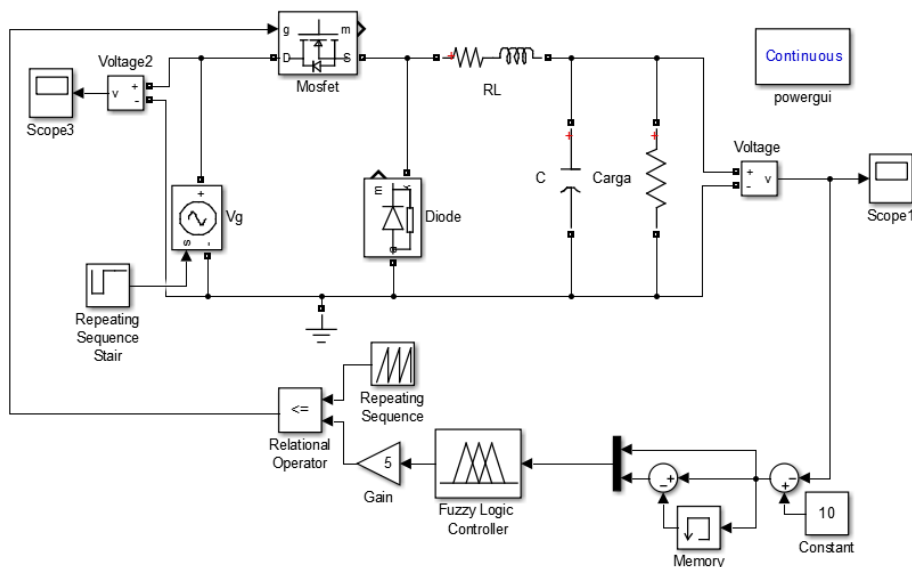 g
m
D
S
Mosfet
Voltage2
+
-
v
Scope3
RL
Continuous
powergui
+
+
C
Carga
Voltage
+
-
v
Scope1
m
k
a
Diode
+
s
-
Vg
Repeating
Sequence
Stair
<=
Relational
Operator
Repeating
Sequence
5
Gain
Fuzzy Logic
Controller
+
-
Memory
-
+
10
Constant